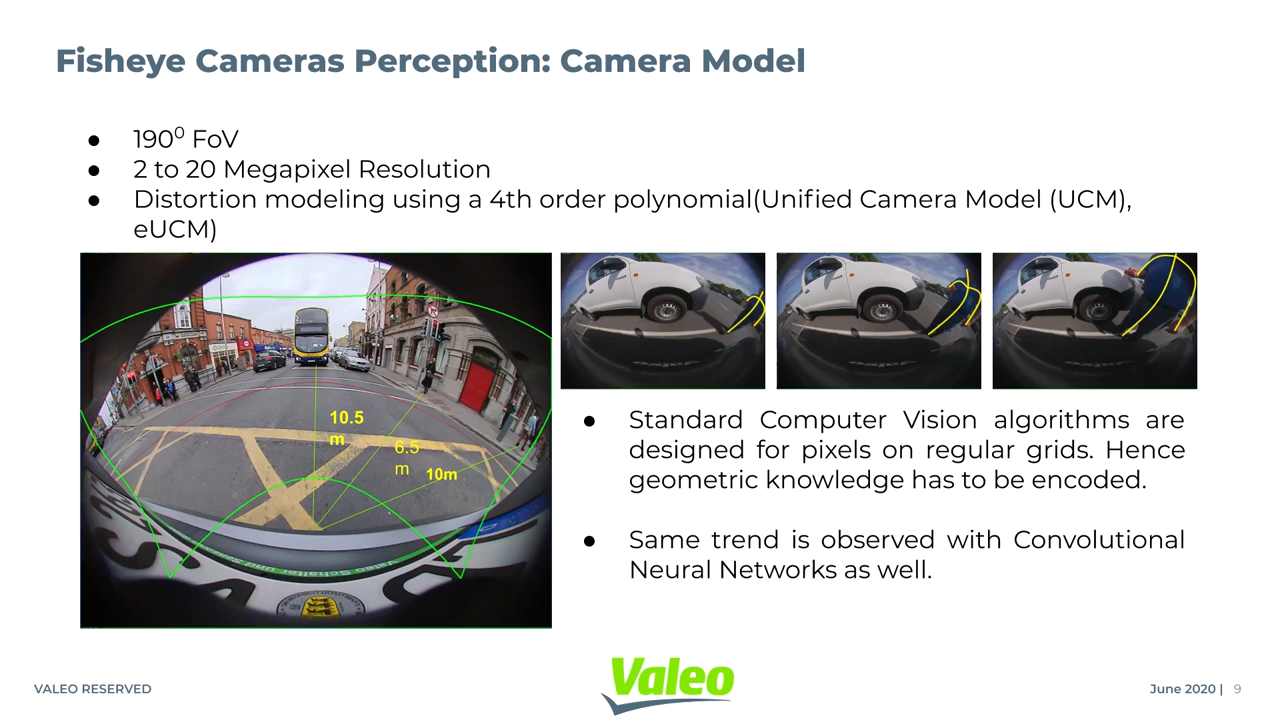 Fisheye Cameras Perception: Camera Model
● 190⁰ FoV
● 2 to 20 Megapixel Resolution
● Distortion modeling using a 4th order polynomial(Unified Camera Model (UCM),
eUCM)
10.5
m
6.5
m
10m
● Standard Computer Vision algorithms are
designed for pixels on regular grids. Hence
geometric knowledge has to be encoded.
● Same trend is observed with Convolutional
Neural Networks as well.
VALEO RESERVED
Valeo
June 2020 | 9